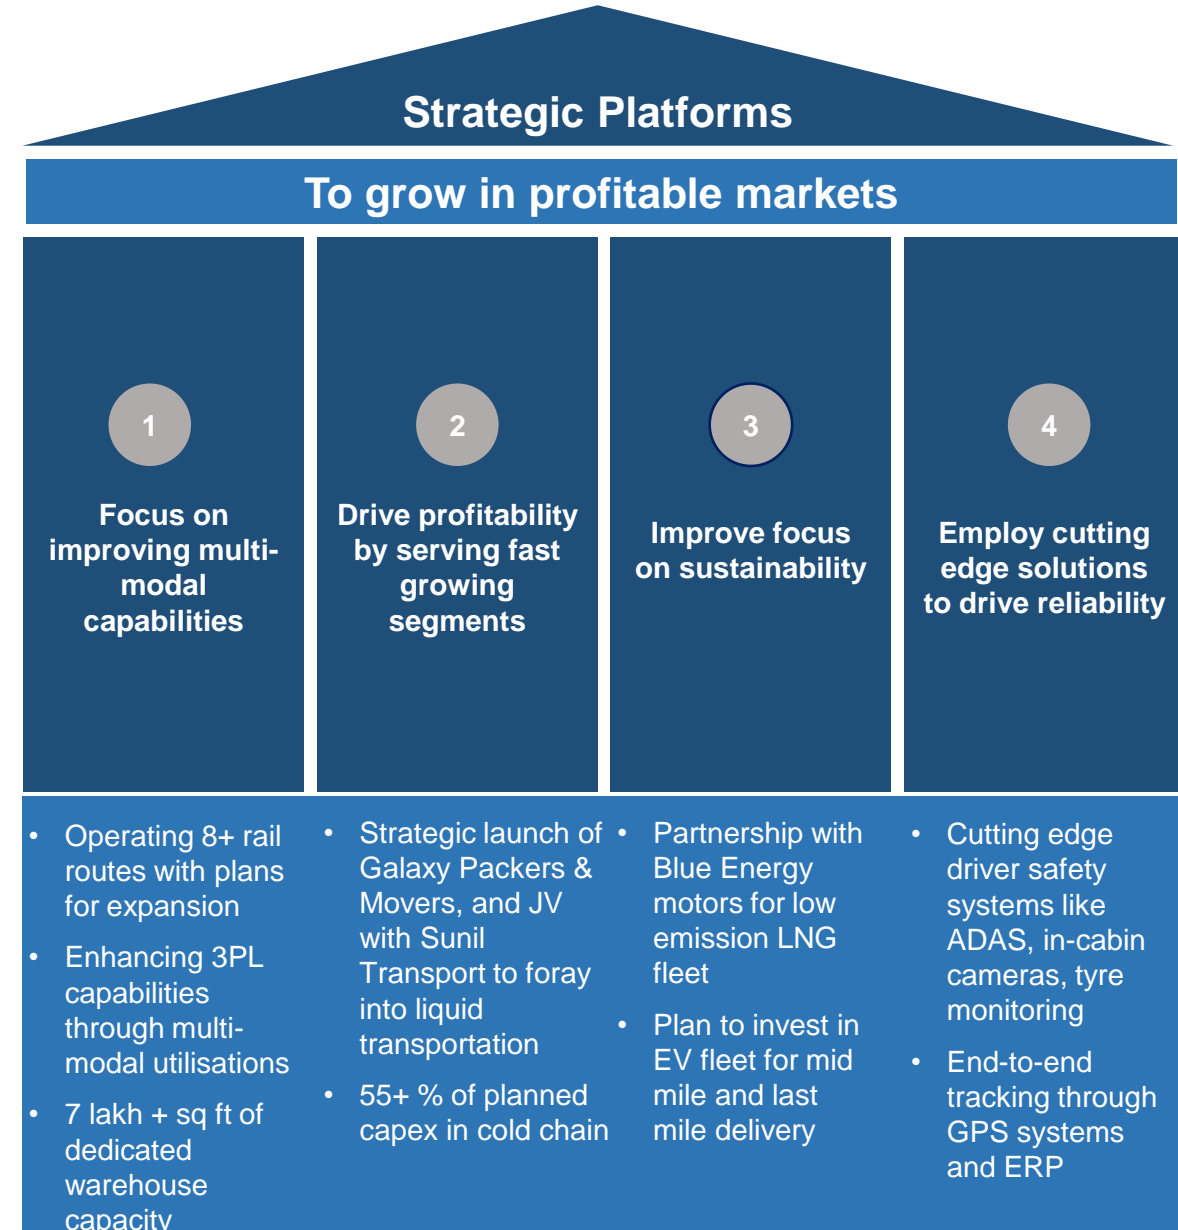 Strategic Platforms
To grow in profitable markets
1
Focus on
improving multi-
modal
capabilities
2
Drive profitability
by serving fast
growing
segments
3
Improve focus
on sustainability
4
Employ cutting
edge solutions
to drive reliability
• Operating 8+ rail
routes with plans
for expansion
• Enhancing 3PL
capabilities
through multi-
modal utilisations
• 7 lakh + sq ft of
dedicated
warehouse
capacity
• Strategic launch of
Galaxy Packers &
Movers, and JV
with Sunil
Transport to foray
into liquid
transportation
• 55+ % of planned
capex in cold chain
• Partnership with
Blue Energy
motors for low
emission LNG
fleet
• Plan to invest in
EV fleet for mid
mile and last
mile delivery
• Cutting edge
driver safety
systems like
ADAS, in-cabin
cameras, tyre
monitoring
• End-to-end
tracking through
GPS systems
and ERP